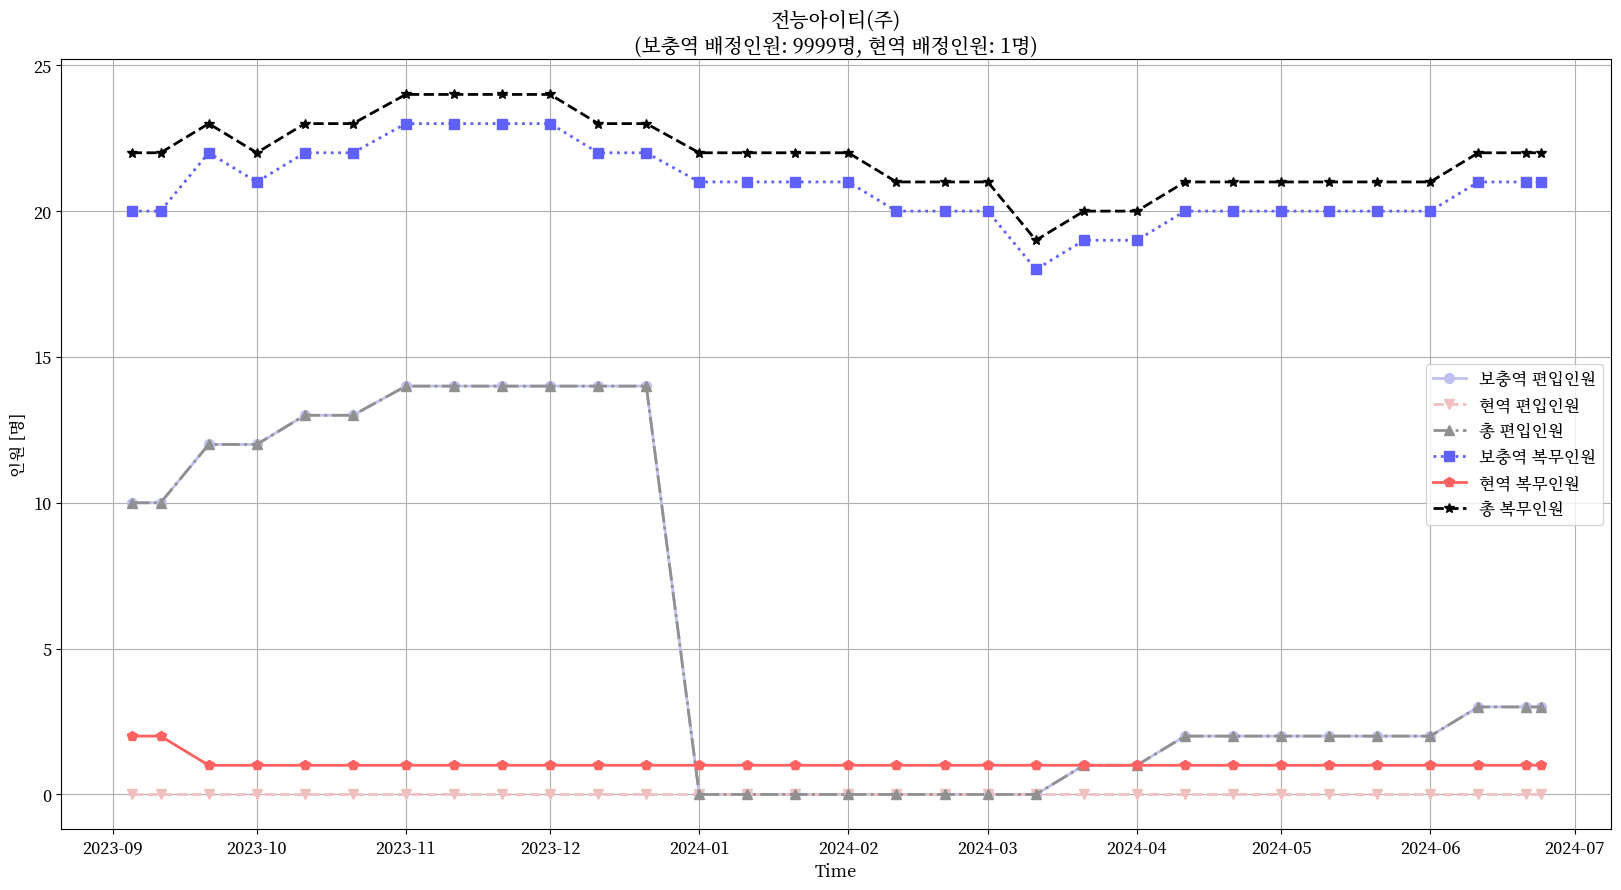 전능아이티(주)
(보충역 배정인원: 9999명, 현역 배정인원: 1명)
25
20
15
10
5
0
인원 [명]
보충역 편입인원
현역 편입인원
총 편입인원
보충역 복무인원
현역 복무인원
총 복무인원
2023-09 2023-10 2023-11 2023-12 2024-01 2024-02 2024-03 2024-04 2024-05 2024-06 2024-07
Time